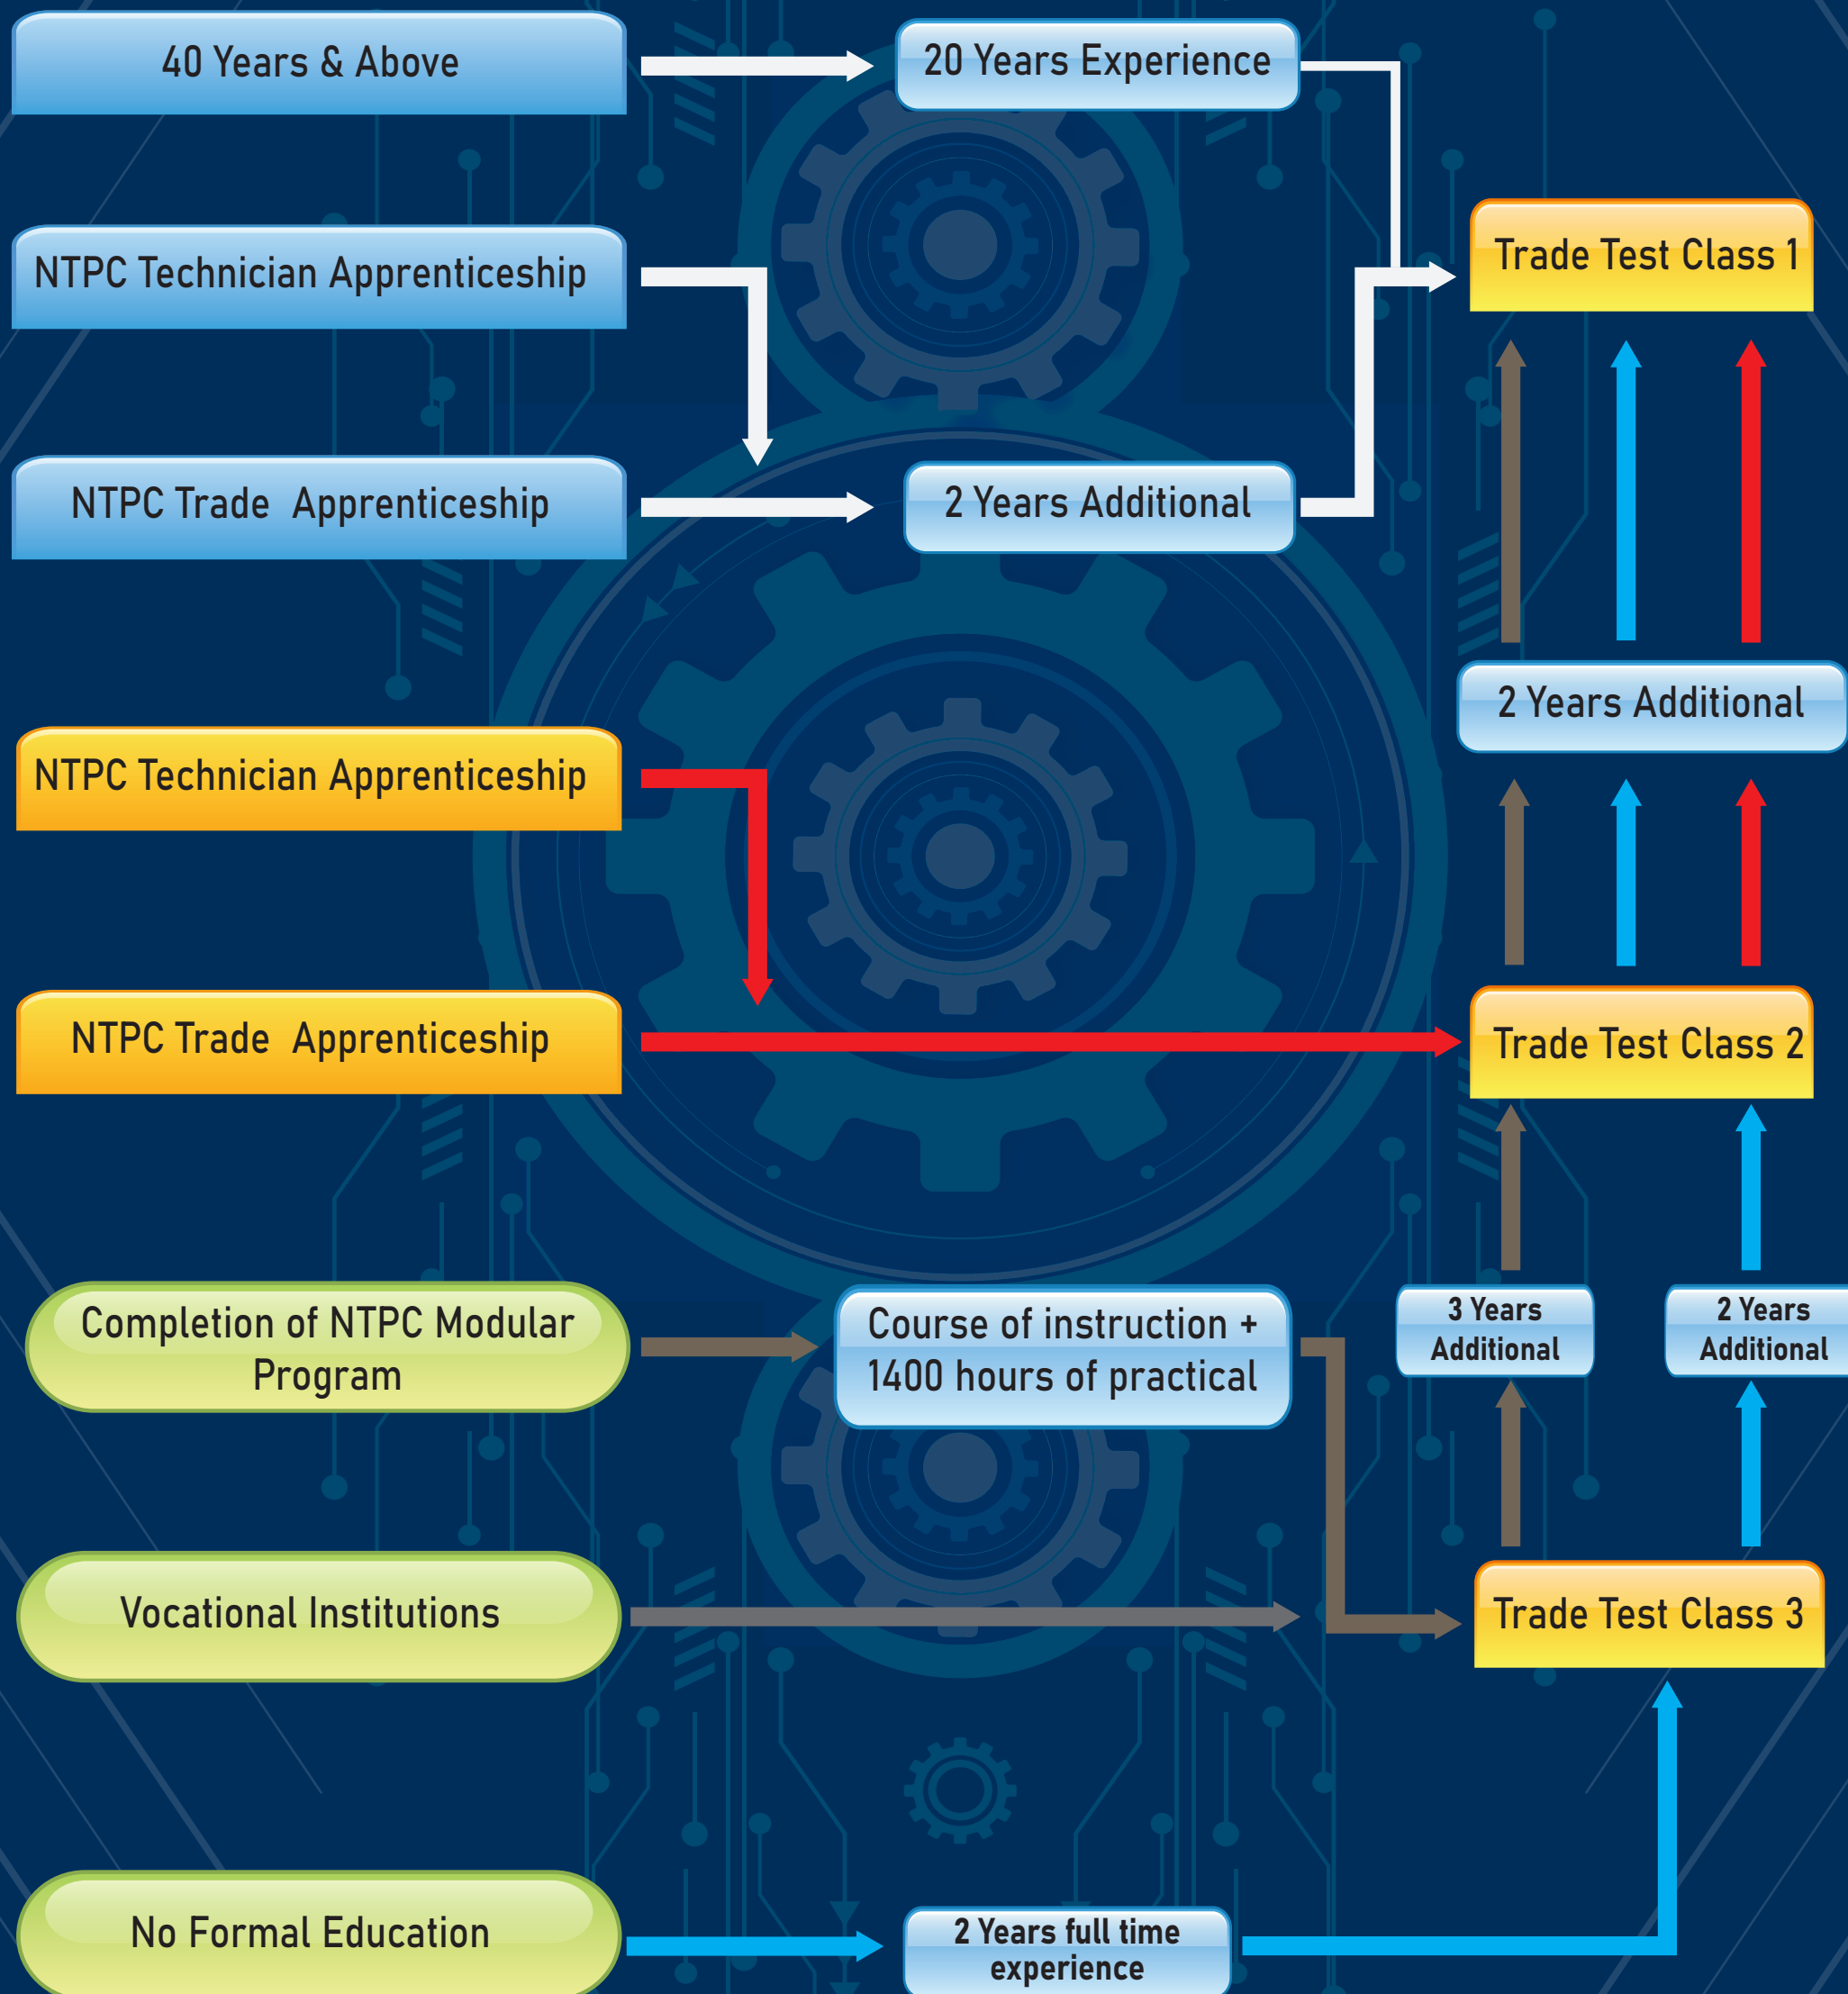 40 Years & Above
20 Years Experience
Trade Test Class 1
NTPC Technician Apprenticeship
NTPC Trade Apprenticeship
2 Years Additional
2 Years Additional
NTPC Technician Apprenticeship
NTPC Trade Apprenticeship
Trade Test Class 2
Completion of NTPC Modular
Program
Course of instruction +
1400 hours of practical
3 Years
Additional
2 Years
Additional
Vocational Institutions
Trade Test Class 3
No Formal Education
2 Years full time
experience